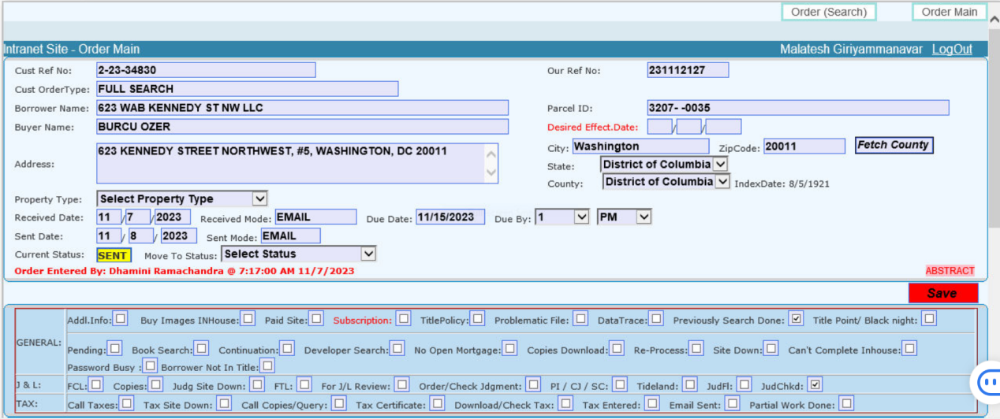 Order (Search) Order Main
Intranet Site - Order Main Malatesh Giriyammanavar LogOut
Cust Ref No: 2-23-34830 Our Ref No: 231112127
Cust OrderType: FULL SEARCH
Borrower Name: 623 WAB KENNEDY ST NW LLC Parcel ID: 3207- -0035
Buyer Name: BURCU OZER Desired Effect.Date: / /
Address: 623 KENNEDY STREET NORTHWEST, #5, WASHINGTON, DC 20011 City: Washington ZipCode: 20011 Fetch County
State: District of Columbia
County: District of Columbia IndexDate: 8/5/1921
Property Type: Select Property Type
Received Date: 11 / 7 / 2023 Received Mode: EMAIL Due Date: 11/15/2023 Due By: 1 PM
Sent Date: 11 / 8 / 2023 Sent Mode: EMAIL
Current Status: SENT Move To Status: Select Status
Order Entered By: Dhamini Ramachandra @ 7:17:00 AM 11/7/2023 ABSTRACT
Save
GENERAL: Addl.Info: Buy Images INHouse: Paid Site: Subscription: TitlePolicy: Problematic File: DataTrace: Previously Search Done: Title Point/ Black night:
Pending: Book Search: Continuation: Developer Search: No Open Mortgage: Copies Download: Re-Process: Site Down: Can't Complete Inhouse:
Password Busy : Borrower Not In Title:
J & L: FCL: Copies: Judg Site Down: FTL: For J/L Review: Order/Check Jdgment: PI / CJ / SC: Tideland: JudFl: JudChkd:
TAX: Call Taxes: Tax Site Down: Call Copies/Query: Tax Certificate: Download/Check Tax: Tax Entered: Email Sent: Partial Work Done: